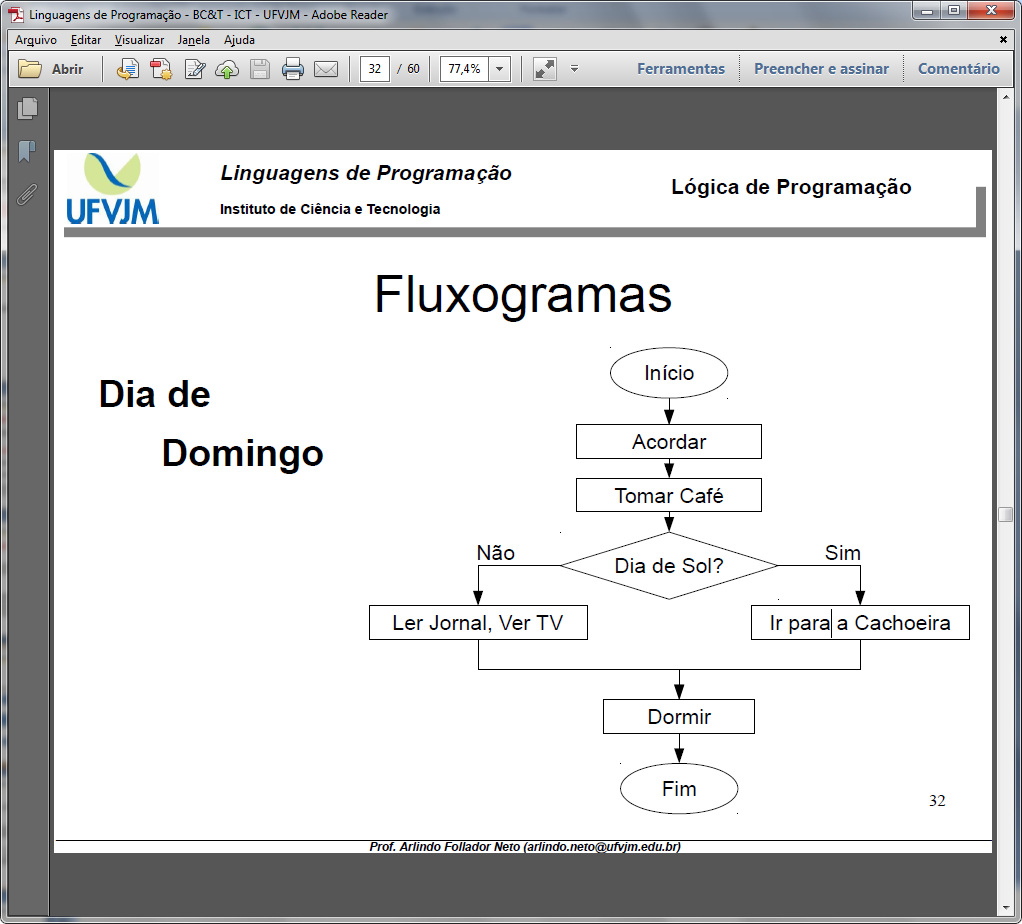 Linguagens de Programação - BC&T - ICT - UFVJM - Adobe Reader
Arquivo Editar Visualizar Janela Ajuda
Abrir 32 / 60 77,4% Ferramentas Preencher e assinar Comentário
Linguagens de Programação
Lógica de Programação
UFVJM
Instituto de Ciência e Tecnologia
Fluxogramas
Dia de
Domingo
Início
Acordar
Tomar Café
Dia de Sol?
Não
Sim
Ler Jornal, Ver TV
Ir para a Cachoeira
Dormir
Fim
32
Prof. Arlindo Follador Neto (arlindo.neto@ufvjm.edu.br)